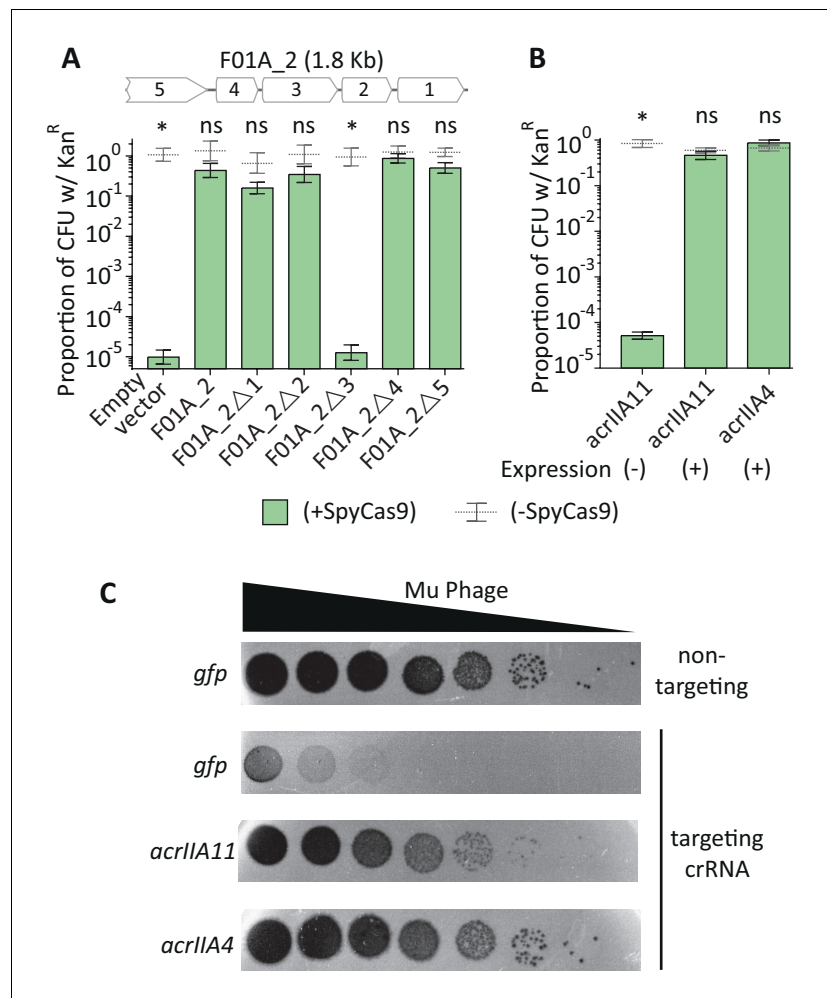 A
F01A_2 (1.8 Kb)
5 4 3 2 1
* ns ns ns * ns ns
Proportion of CFU w/ Kan^R
10^0
10^-1
10^-2
10^-3
10^-4
10^-5
Empty vector
F01A_2
F01A_2△1
F01A_2△2
F01A_2△3
F01A_2△4
F01A_2△5
B
* ns ns
Proportion of CFU w/ Kan^R
10^0
10^-1
10^-2
10^-3
10^-4
10^-5
acrIIA11
acrIIA11
acrIIA4
Expression (-) (+) (+)
(+SpyCas9) (-SpyCas9)
C
Mu Phage
gfp
non-
targeting
gfp
acrIIA11
targeting
crRNA
acrIIA4